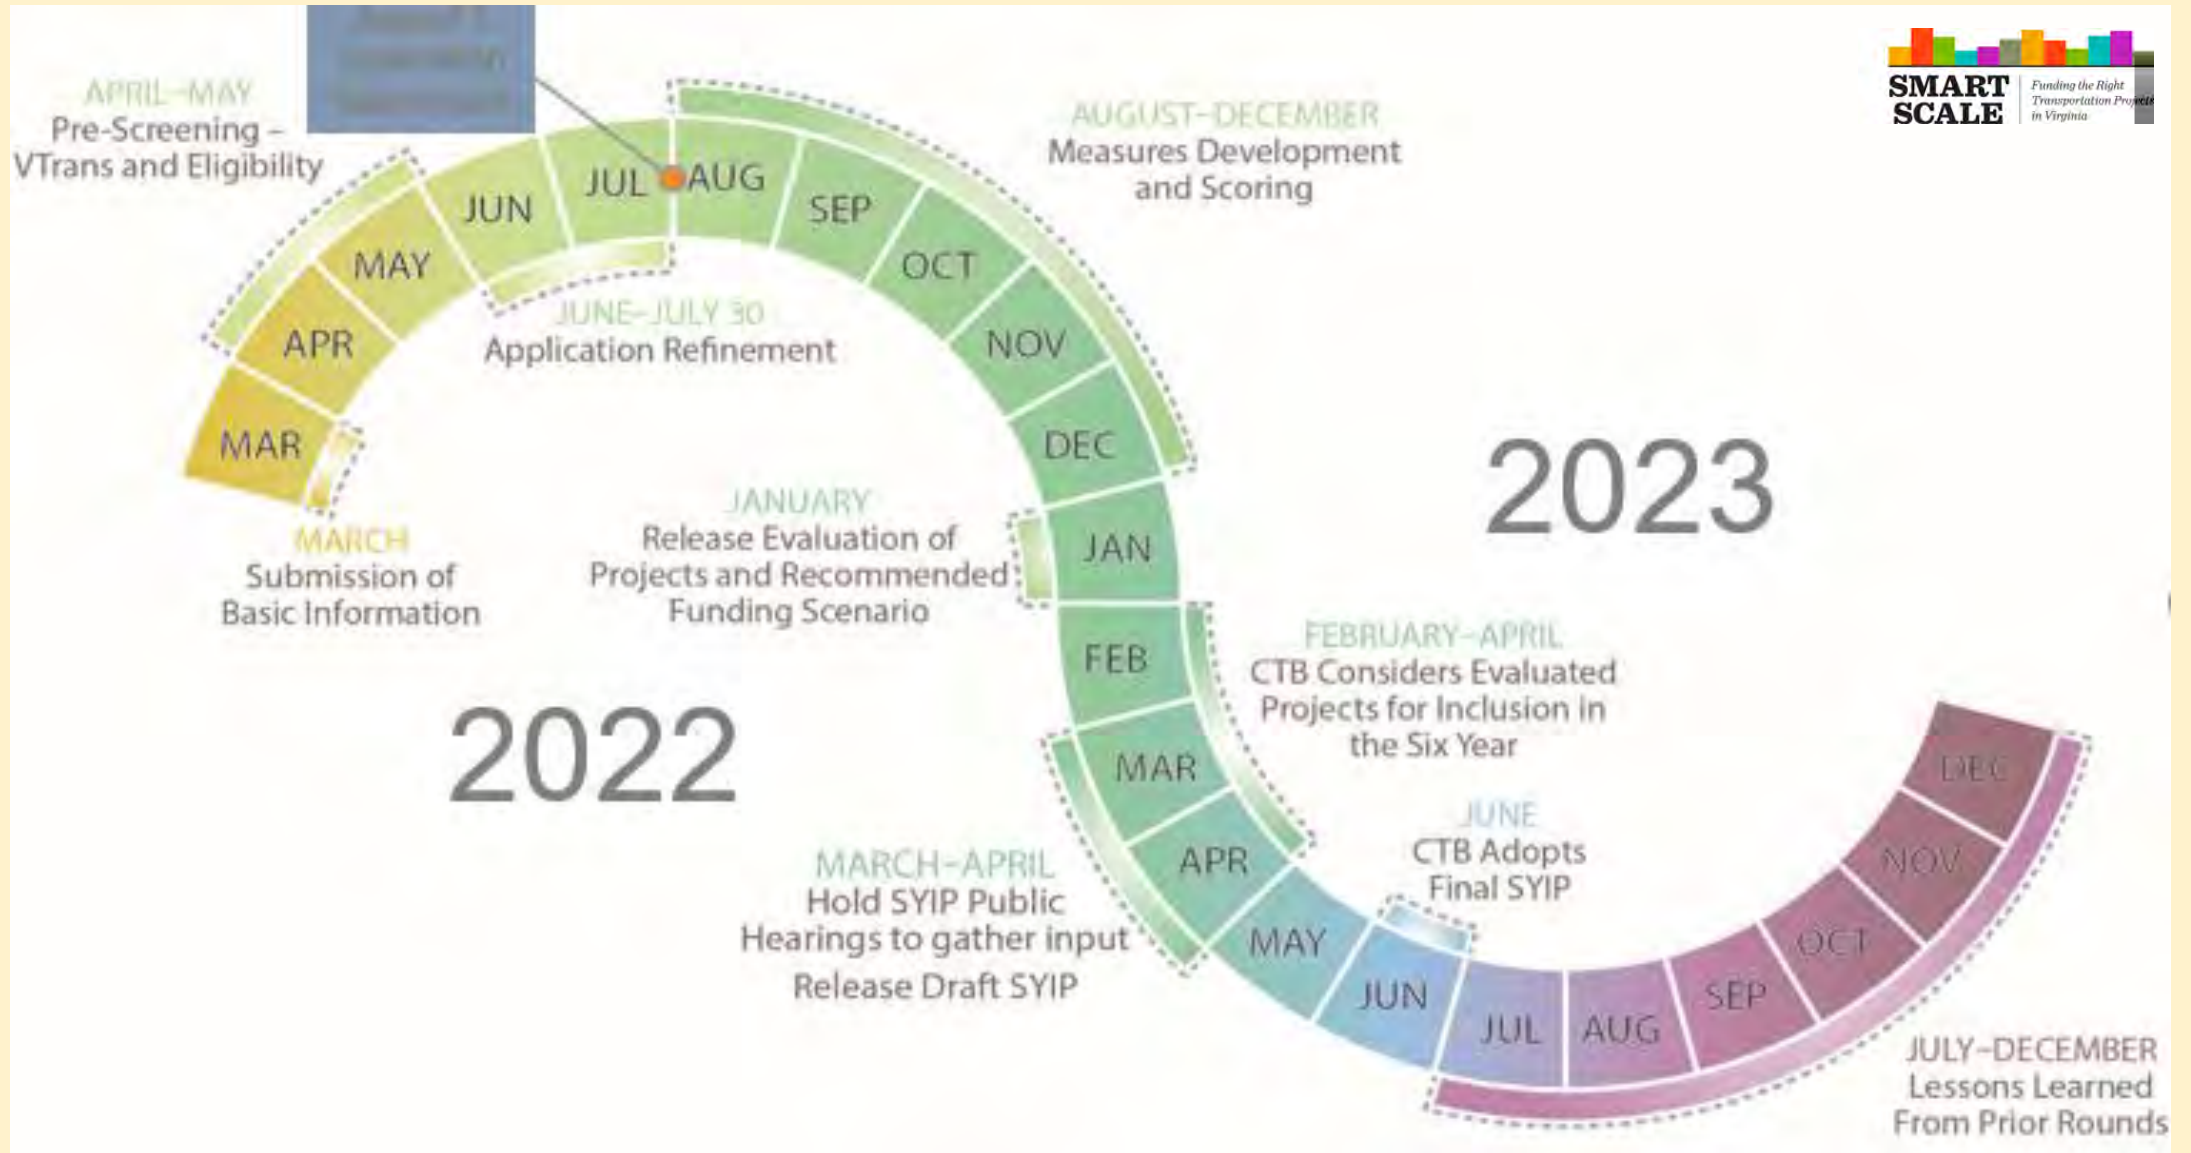 APRIL–MAY
Pre-Screening –
VTrans and Eligibility
AUGUST–DECEMBER
Measures Development
and Scoring
SMART
SCALE
Funding the Right
Transportation Projects
in Virginia
MAR
APR
MAY
JUN
JUL
AUG
SEP
OCT
NOV
DEC
JUNE–JULY 30
Application Refinement
MARCH
Submission of
Basic Information
2022
JANUARY
Release Evaluation of
Projects and Recommended
Funding Scenario
2023
JAN
FEB
MAR
APR
MAY
JUN
JUL
AUG
SEP
OCT
NOV
DEC
FEBRUARY–APRIL
CTB Considers Evaluated
Projects for Inclusion in
the Six Year
MARCH–APRIL
Hold SYIP Public
Hearings to gather input
Release Draft SYIP
JUNE
CTB Adopts
Final SYIP
JULY–DECEMBER
Lessons Learned
From Prior Rounds